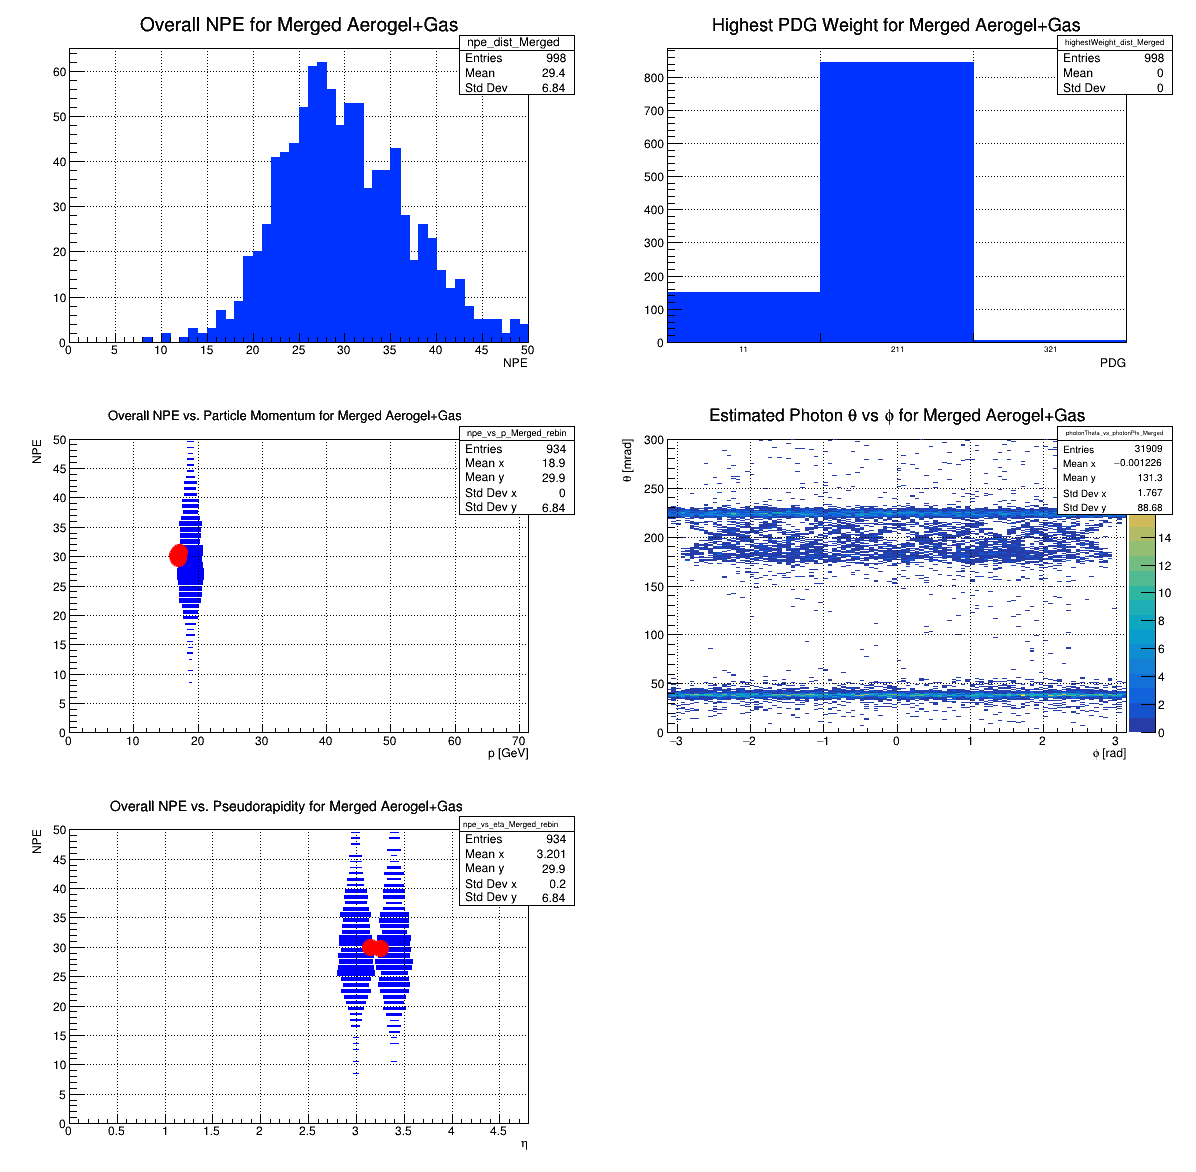 Overall NPE for Merged Aerogel+Gas
npe_dist_Merged
Entries 998
Mean 29.4
Std Dev 6.84
60
50
40
30
20
10
0
0 5 10 15 20 25 30 35 40 45 50
NPE
Highest PDG Weight for Merged Aerogel+Gas
highestWeight_dist_Merged
Entries 998
Mean 0
Std Dev 0
800
700
600
500
400
300
200
100
0
11 211 321
PDG
Overall NPE vs. Particle Momentum for Merged Aerogel+Gas
npe_vs_p_Merged_rebin
Entries 934
Mean x 18.9
Mean y 29.9
Std Dev x 0
Std Dev y 6.84
NPE
50
45
40
35
30
25
20
15
10
5
0
0 10 20 30 40 50 60 70
p [GeV]
Estimated Photon θ vs ϕ for Merged Aerogel+Gas
photonTheta_vs_photonPhi_Merged
Entries 31909
Mean x −0.001226
Mean y 131.3
Std Dev x 1.767
Std Dev y 88.68
θ [mrad]
300
250
200
150
100
50
0
−3 −2 −1 0 1 2 3
ϕ [rad]
14
12
10
8
6
4
2
0
Overall NPE vs. Pseudorapidity for Merged Aerogel+Gas
npe_vs_eta_Merged_rebin
Entries 934
Mean x 3.201
Mean y 29.9
Std Dev x 0.2
Std Dev y 6.84
NPE
50
45
40
35
30
25
20
15
10
5
0
0 0.5 1 1.5 2 2.5 3 3.5 4 4.5
η